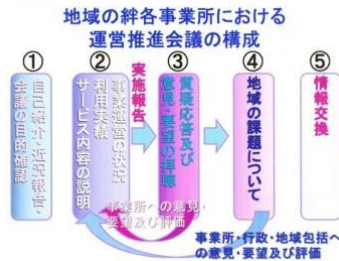 地域の絆各事業所における
運営推進会議の構成
①
自己紹介・近況報告・
会議の目的確認
②
事業運営の状況
利用実績
サービス内容の説明
実施報告
③
質疑応答及び
意見・要望の拝聴
④
地域の課題について
⑤
情報交換
事業所への意見・
要望及び評価
事業所・行政・地域包括へ
の意見・要望及び評価